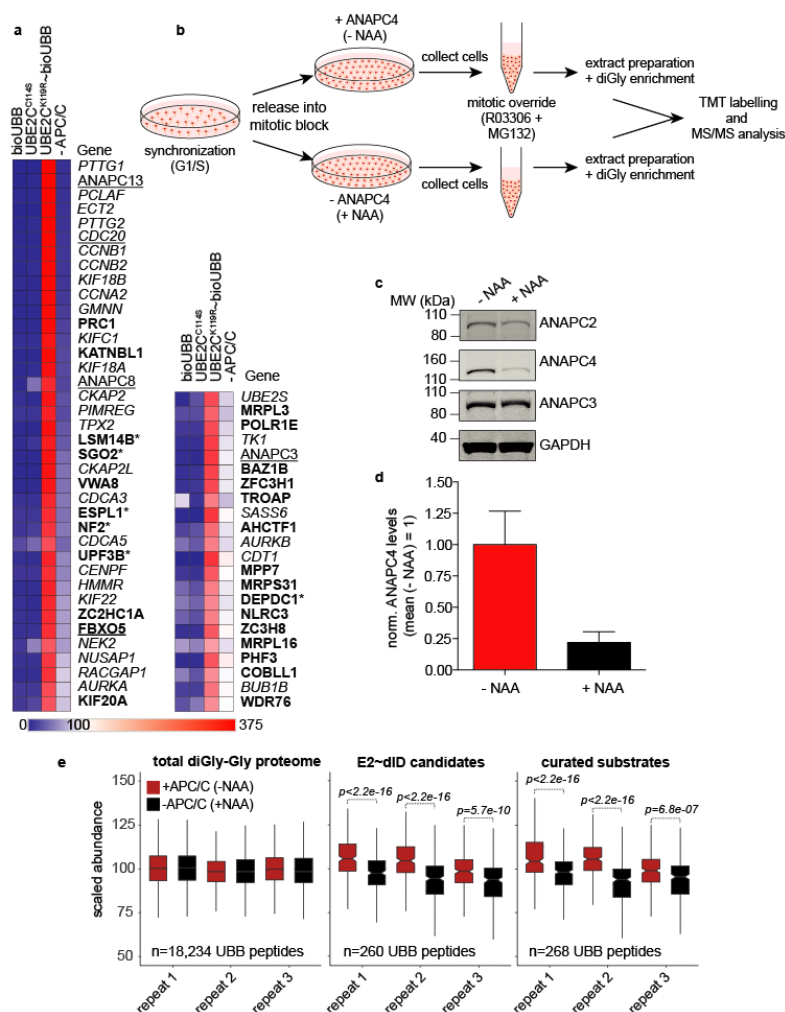 a
bioUBB
UBE2C^C114S
UBE2C^K119R~bioUBB
- APC/C
Gene
PTTG1
ANAPC13
PCLAF
ECT2
PTTG2
CDC20
CCNB1
CCNB2
KIF18B
CCNA2
GMNN
PRC1
KIFC1
KATNBL1
KIF18A
ANAPC8
CKAP2
PIMREG
TPX2
LSM14B*
SGO2*
CKAP2L
VWA8
CDCA3
ESPL1*
NF2*
CDCA5
UPF3B*
CENPF
HMMR
KIF22
ZC2HC1A
FBXO5
NEK2
NUSAP1
RACGAP1
AURKA
KIF20A
bioUBB
UBE2C^C114S
UBE2C^K119R~bioUBB
- APC/C
Gene
UBE2S
MRPL3
POLR1E
TK1
ANAPC3
BAZ1B
ZFC3H1
TROAP
SASS6
AHCTF1
AURKB
CDT1
MPP7
MRPS31
DEPDC1*
NLRC3
ZC3H8
MRPL16
PHF3
COBLL1
BUB1B
WDR76
0 100 375
b
synchronization
(G1/S)
release into
mitotic block
+ ANAPC4
(- NAA)
collect cells
mitotic override
(R03306 +
MG132)
extract preparation
+ diGly enrichment
- ANAPC4
(+ NAA)
collect cells
extract preparation
+ diGly enrichment
TMT labelling
and
MS/MS analysis
c
MW (kDa)
- NAA
+ NAA
110
80
ANAPC2
160
110
ANAPC4
110
80
ANAPC3
40
GAPDH
d
norm. ANAPC4 levels
(mean (- NAA) = 1)
1.50
1.25
1.00
0.75
0.50
0.25
0.00
- NAA
+ NAA
e
total diGly-Gly proteome
E2~dID candidates
curated substrates
scaled abundance
150
125
100
75
50
+APC/C (-NAA)
-APC/C (+NAA)
n=18,234 UBB peptides
repeat 1
repeat 2
repeat 3
p<2.2e-16
p<2.2e-16
p=5.7e-10
n=260 UBB peptides
repeat 1
repeat 2
repeat 3
p<2.2e-16
p<2.2e-16
p=6.8e-07
n=268 UBB peptides
repeat 1
repeat 2
repeat 3